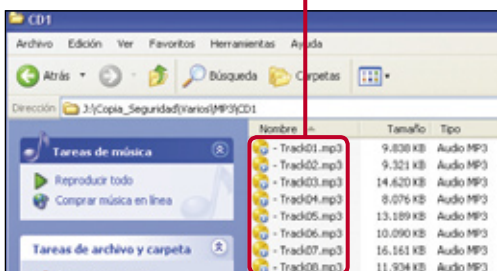 CD1
Archivo Edición Ver Favoritos Herramientas Ayuda
Atrás Búsqueda Carpetas
Dirección J:\Copia_Seguridad(Varios)\MP3\CD1
Nombre Tamaño Tipo
Tareas de música
Reproducir todo
Comprar música en línea
Tareas de archivo y carpeta
- Track01.mp3 9.838 KB Audio MP3
- Track02.mp3 9.321 KB Audio MP3
- Track03.mp3 14.620 KB Audio MP3
- Track04.mp3 8.076 KB Audio MP3
- Track05.mp3 13.189 KB Audio MP3
- Track06.mp3 10.090 KB Audio MP3
- Track07.mp3 16.161 KB Audio MP3
- Track08.mp3 11.934 KB Audio MP3